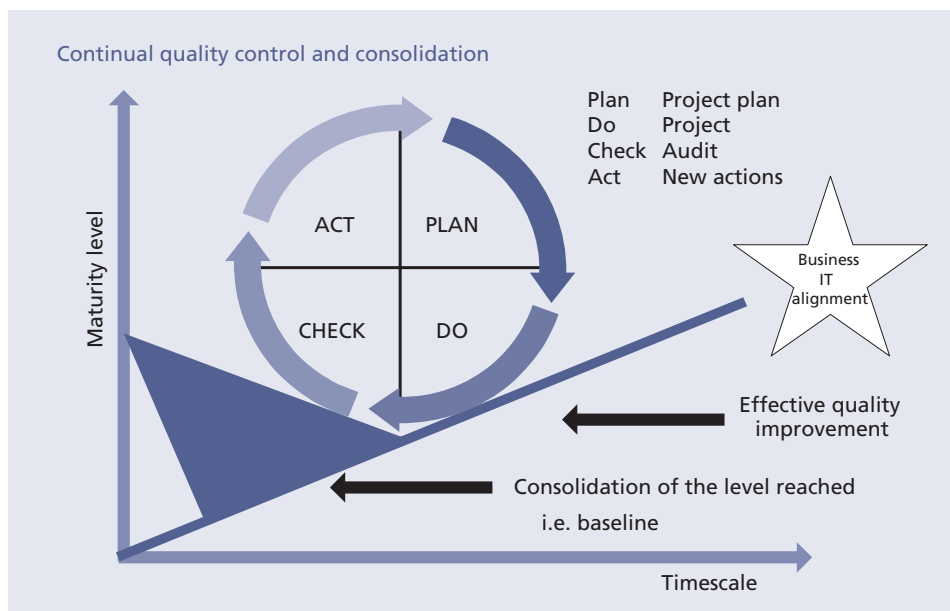 Continual quality control and consolidation
Plan Project plan
Do Project
Check Audit
Act New actions
ACT
PLAN
CHECK
DO
Maturity level
Business
IT
alignment
Effective quality
improvement
Consolidation of the level reached
i.e. baseline
Timescale